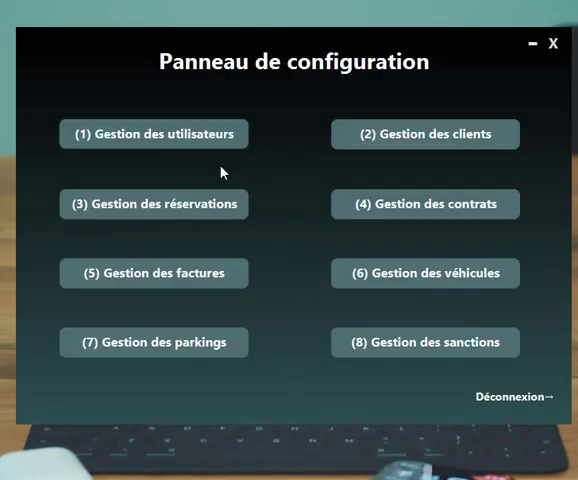 – X
Panneau de configuration
(1) Gestion des utilisateurs
(2) Gestion des clients
(3) Gestion des réservations
(4) Gestion des contrats
(5) Gestion des factures
(6) Gestion des véhicules
(7) Gestion des parkings
(8) Gestion des sanctions
Déconnexion→